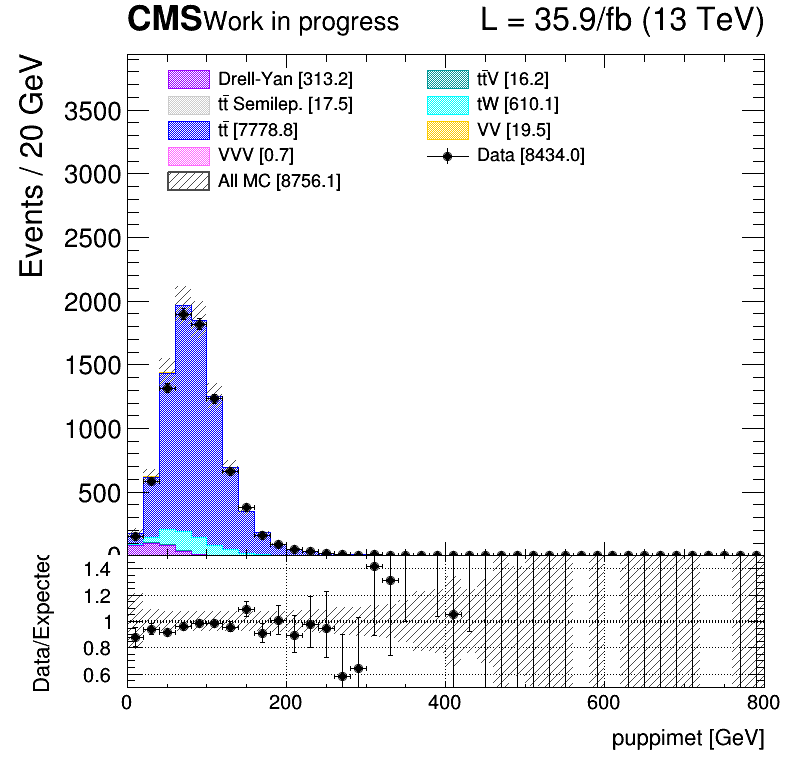 CMS Work in progress L = 35.9/fb (13 TeV)
Events / 20 GeV
Drell-Yan [313.2]
tt̄ Semilep. [17.5]
tt̄ [7778.8]
VVV [0.7]
All MC [8756.1]
tt̄V [16.2]
tW [610.1]
VV [19.5]
Data [8434.0]
3500
3000
2500
2000
1500
1000
500
0
Data/Expected
1.4
1.2
1
0.8
0.6
0 200 400 600 800
puppimet [GeV]